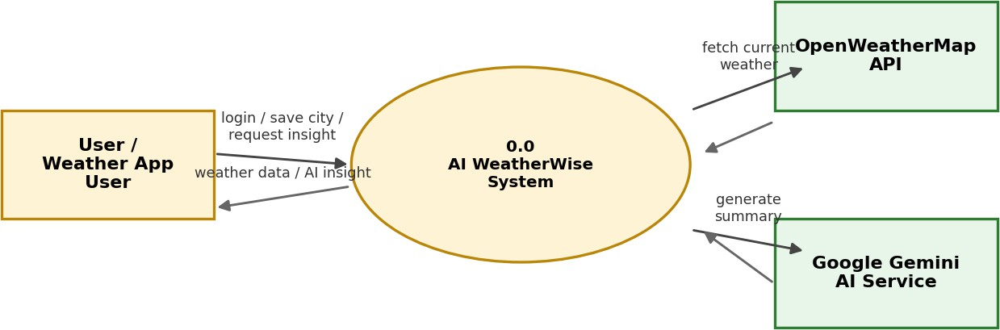 User /
Weather App
User
login / save city /
request insight
weather data / AI insight
0.0
AI WeatherWise
System
fetch current
weather
OpenWeatherMap
API
generate
summary
Google Gemini
AI Service